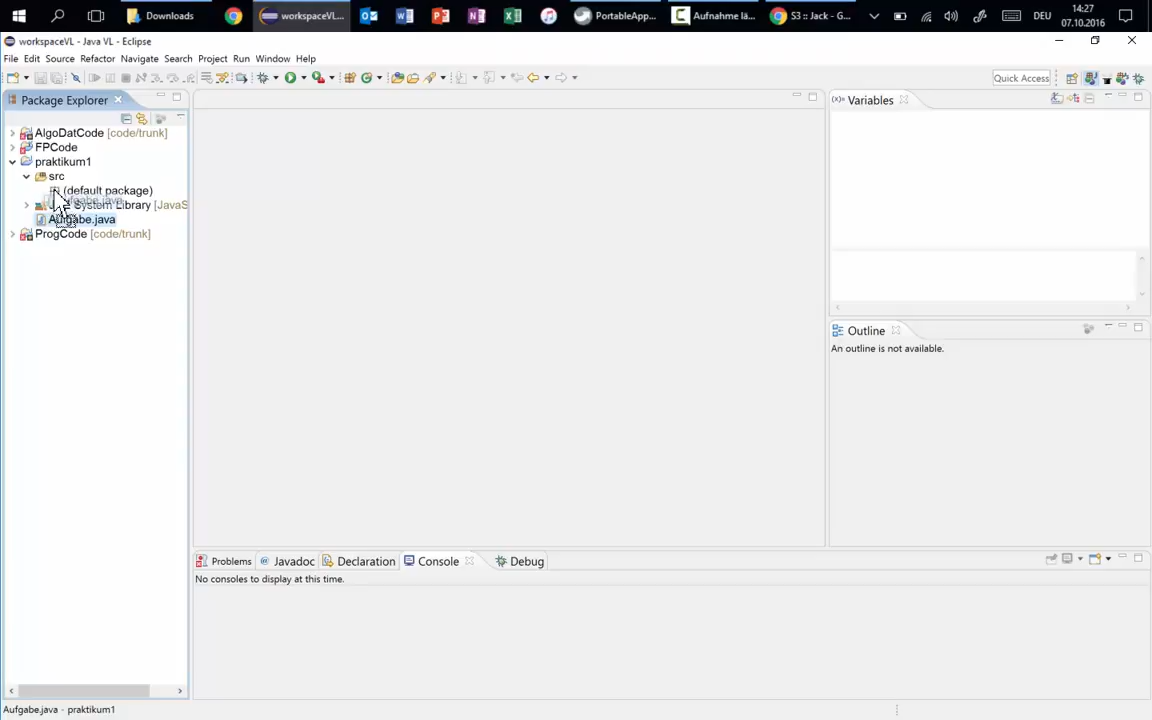 Downloads
workspaceVL...
PortableApp...
Aufnahme lä...
S3 :: Jack - G...
DEU
14:27
07.10.2016
workspaceVL - Java VL - Eclipse
File Edit Source Refactor Navigate Search Project Run Window Help
Quick Access
Package Explorer
AlgoDatCode [code/trunk]
FPCode
praktikum1
src
(default package)
System Library [JavaS
Aufgabe.java
ProgCode [code/trunk]
(x)= Variables
Outline
An outline is not available.
Problems @ Javadoc Declaration Console Debug
No consoles to display at this time.
Aufgabe.java - praktikum1